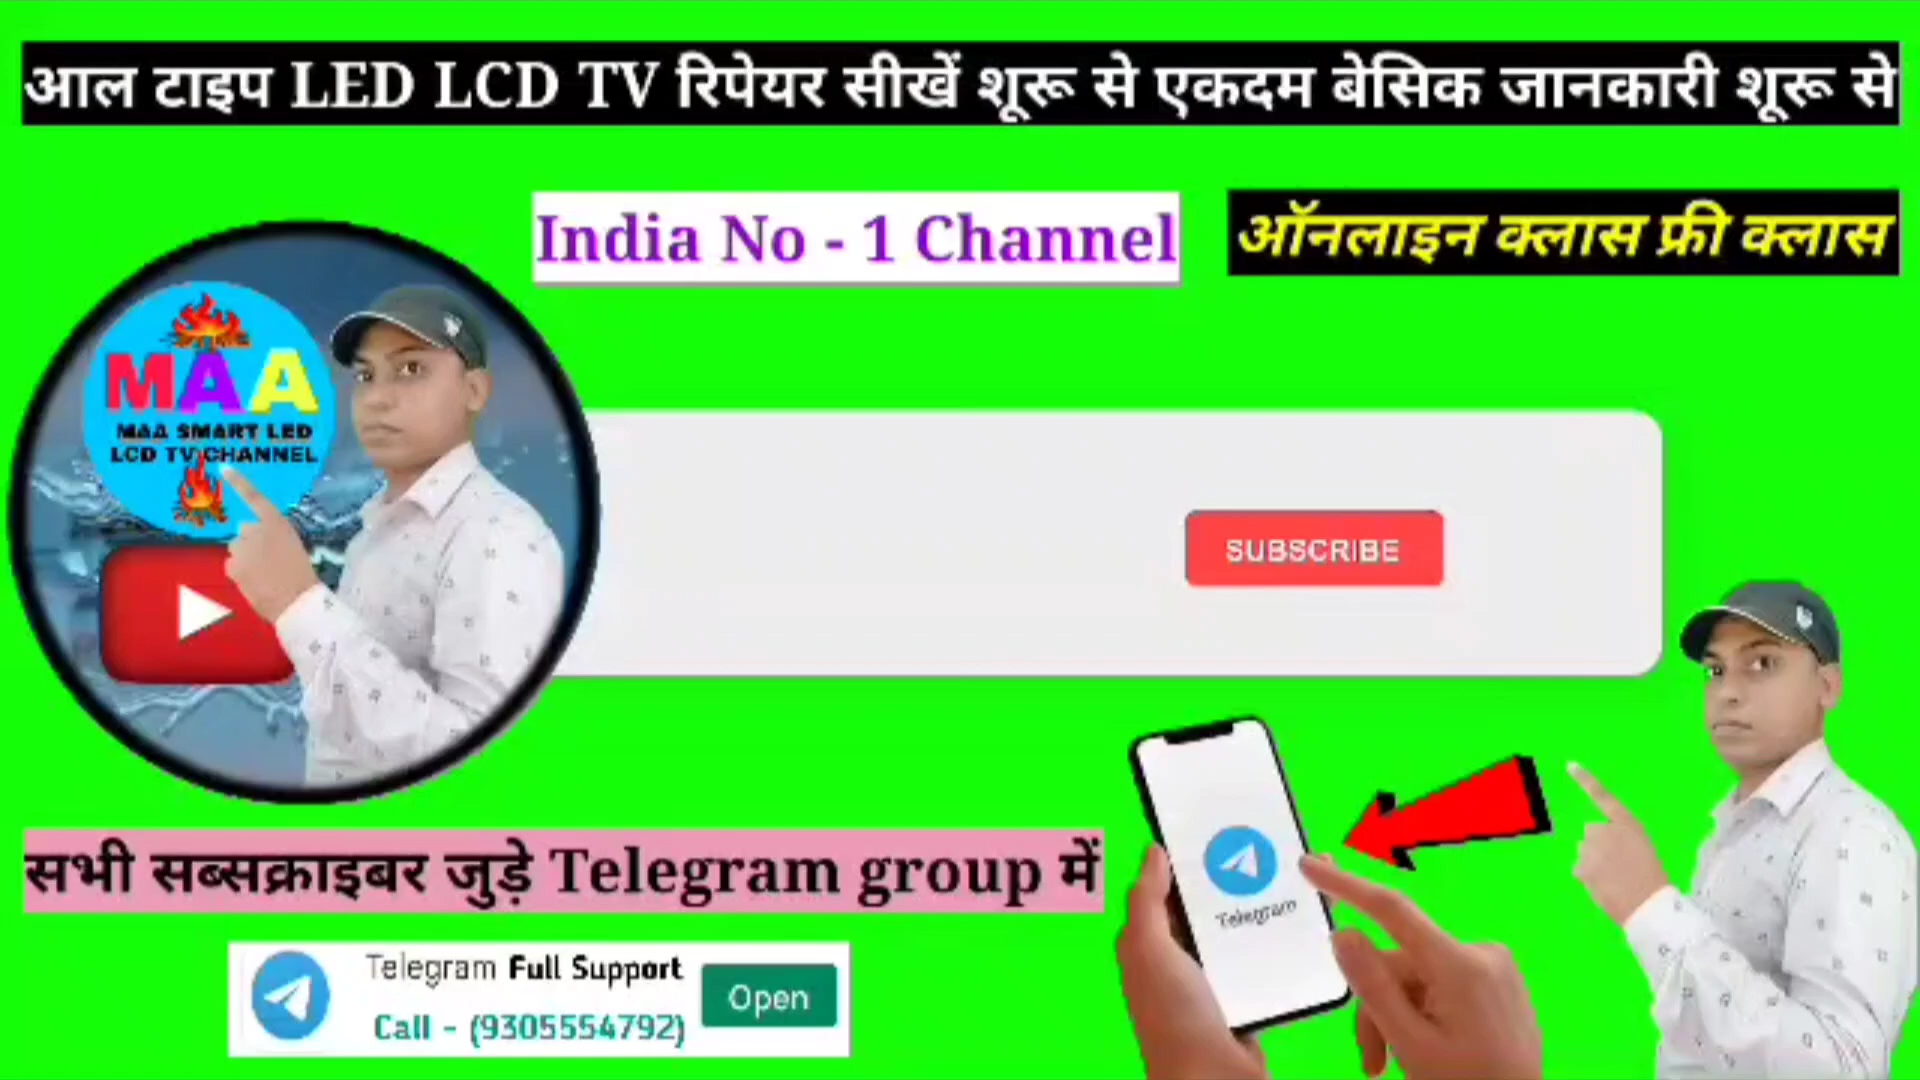 आल टाइप LED LCD TV रिपेयर सीखें शूरू से एकदम बेसिक जानकारी शूरू से
India No - 1 Channel
ऑनलाइन क्लास फ्री क्लास
MAA
MAA SMART LED
LCD TV CHANNEL
SUBSCRIBE
Telegram
सभी सब्सक्राइबर जुड़े Telegram group में
Telegram Full Support
Call - (9305554792)
Open